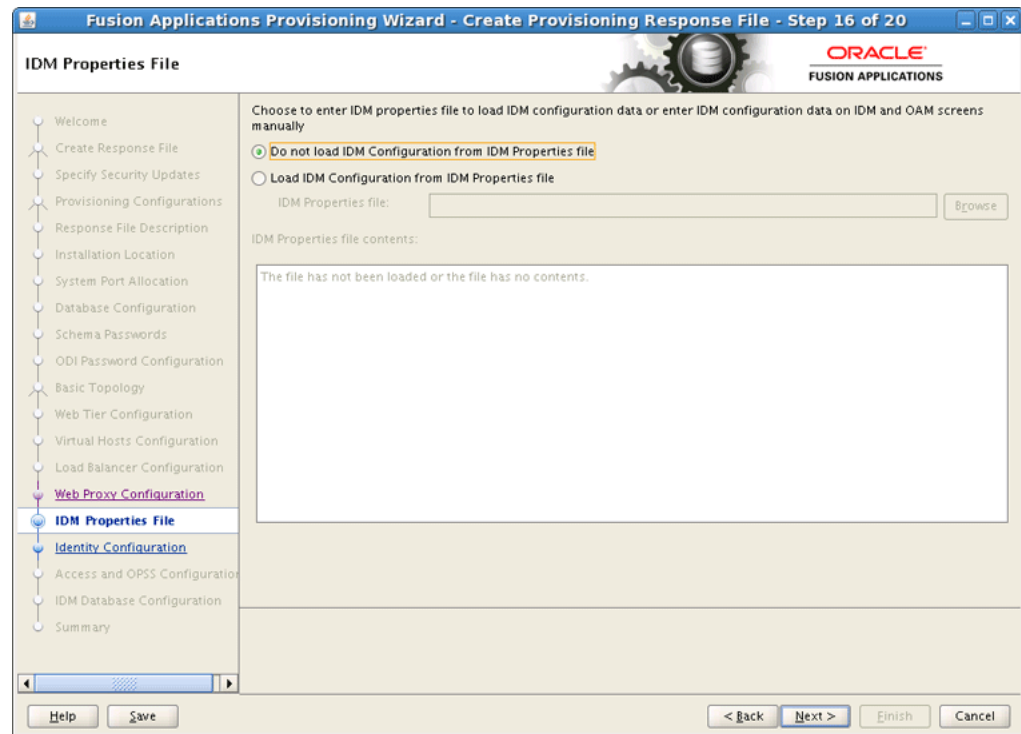 Fusion Applications Provisioning Wizard - Create Provisioning Response File - Step 16 of 20
IDM Properties File
ORACLE
FUSION APPLICATIONS
Welcome
Create Response File
Specify Security Updates
Provisioning Configurations
Response File Description
Installation Location
System Port Allocation
Database Configuration
Schema Passwords
ODI Password Configuration
Basic Topology
Web Tier Configuration
Virtual Hosts Configuration
Load Balancer Configuration
Web Proxy Configuration
IDM Properties File
Identity Configuration
Access and OPSS Configuration
IDM Database Configuration
Summary
Choose to enter IDM properties file to load IDM configuration data or enter IDM configuration data on IDM and OAM screens
manually
Do not load IDM Configuration from IDM Properties file
Load IDM Configuration from IDM Properties file
IDM Properties file:
Browse
IDM Properties file contents:
The file has not been loaded or the file has no contents.
Help
Save
< Back
Next >
Finish
Cancel